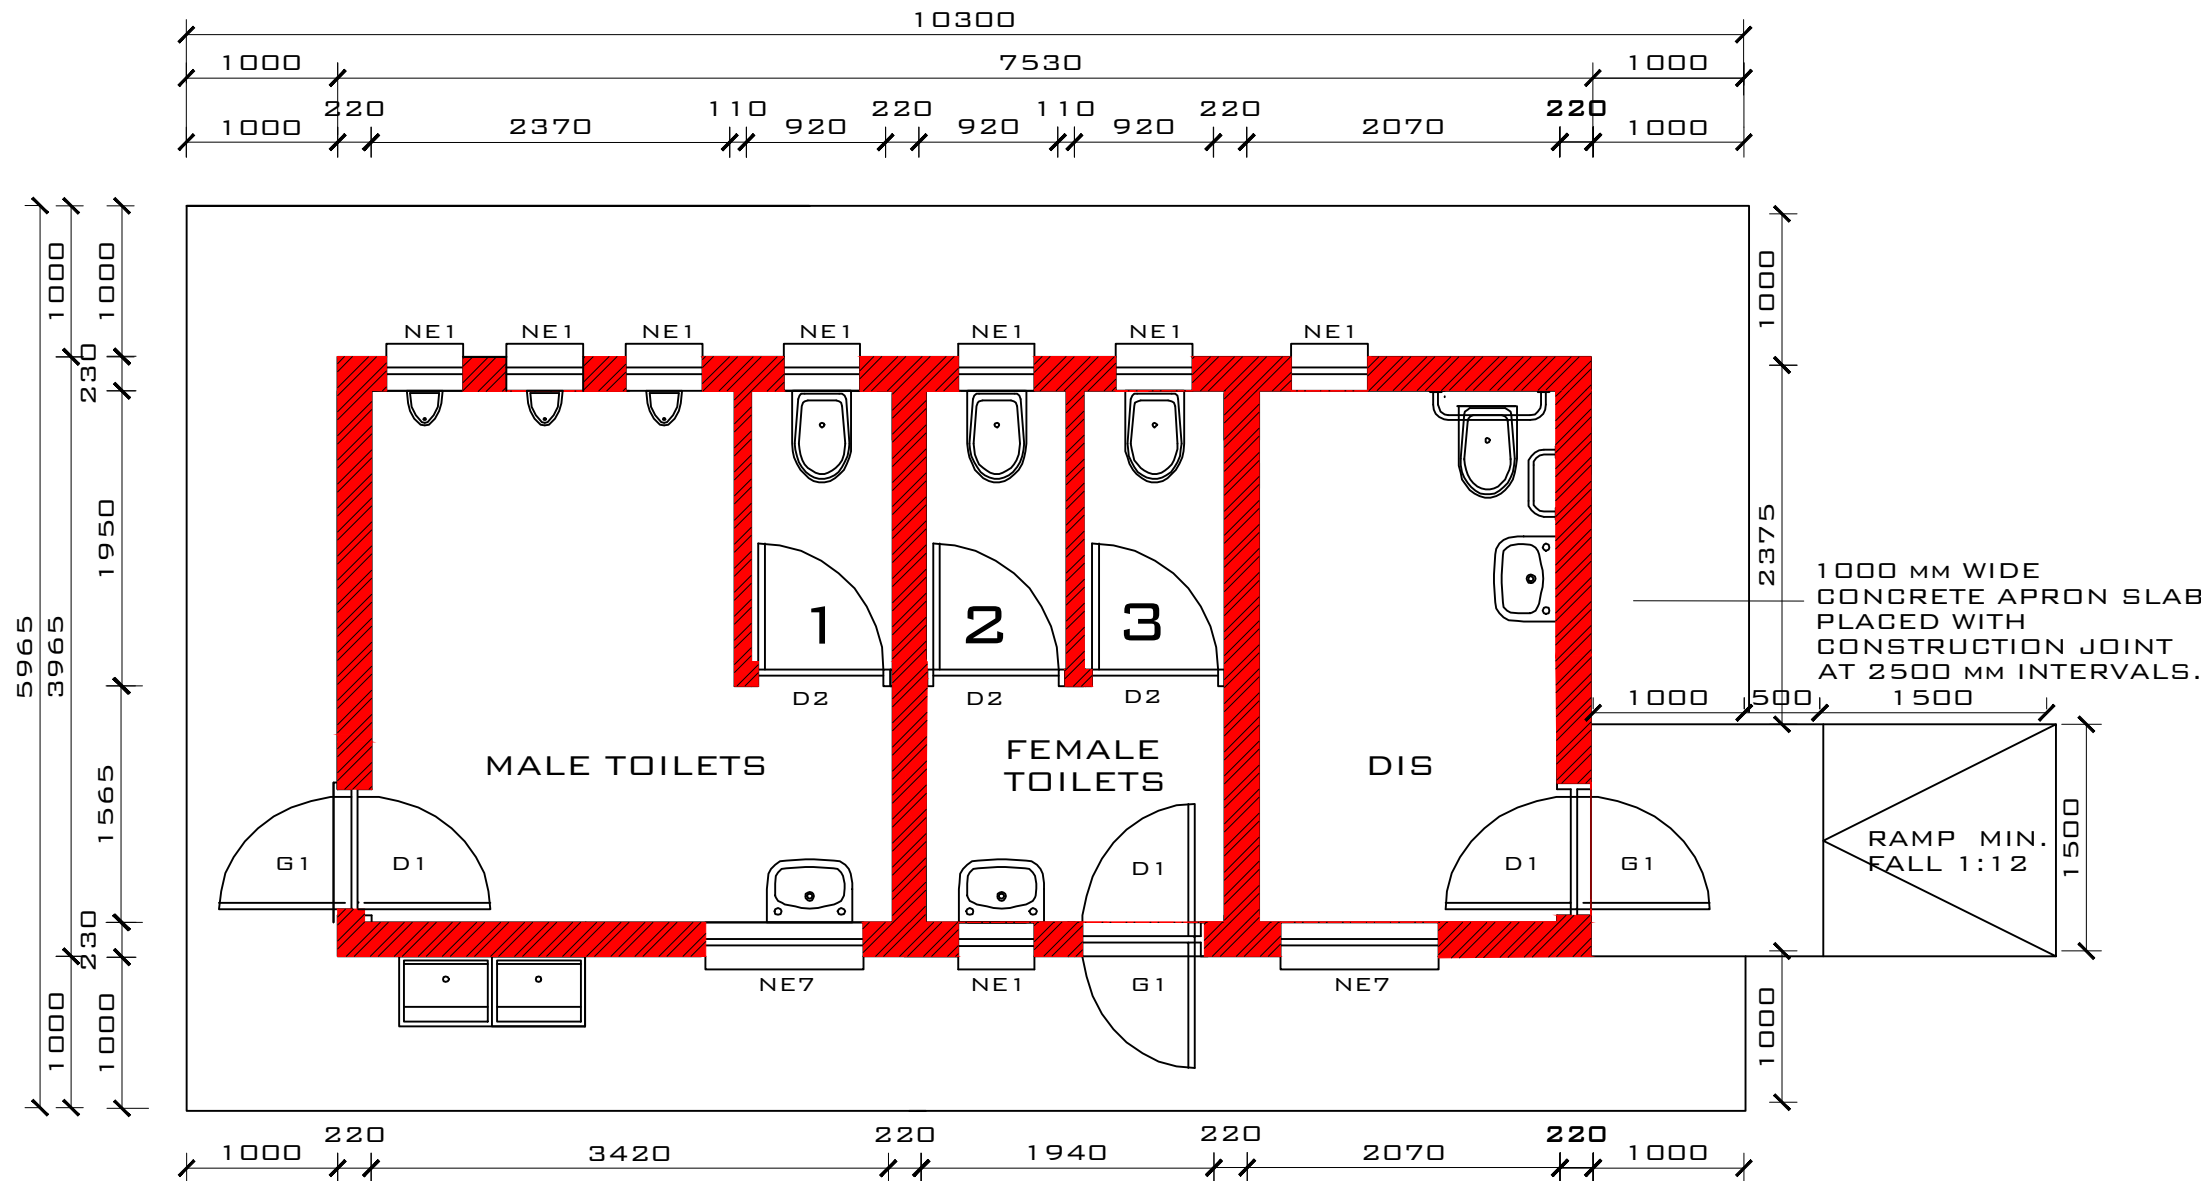 10300
1000 7530 1000
220 110 220 110 220 220
1000 2370 920 920 920 2070 1000
NE1 NE1 NE1 NE1 NE1 NE1 NE1
1000 1000 1000
230
1950
2375
5965
3965
1565
230
1000 1000 1000
1 2 3
D2 D2 D2
1000 MM WIDE
CONCRETE APRON SLAB
PLACED WITH
CONSTRUCTION JOINT
AT 2500 MM INTERVALS.
1000 500 1500
MALE TOILETS
FEMALE
TOILETS
DIS
G1 D1 D1 D1 G1
RAMP MIN.
FALL 1:12
1500
NE7 NE1 G1 NE7
220 220 220 220
1000 3420 1940 2070 1000